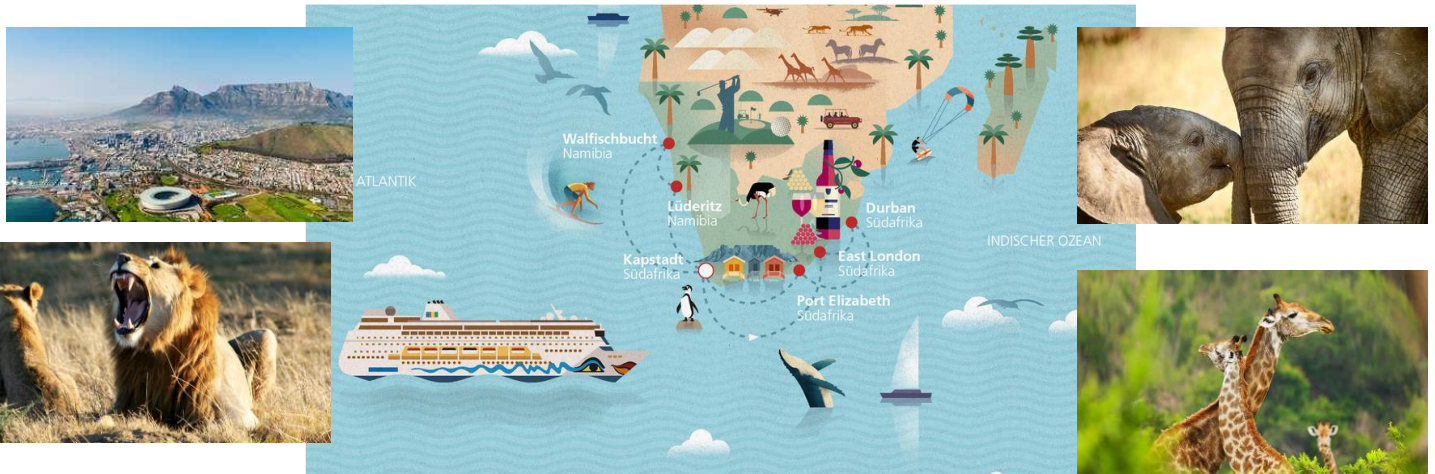 Walfischbucht
Namibia
ATLANTIK
Lüderitz
Namibia
Durban
Südafrika
INDISCHER OZEAN
Kapstadt
Südafrika
East London
Südafrika
Port Elizabeth
Südafrika